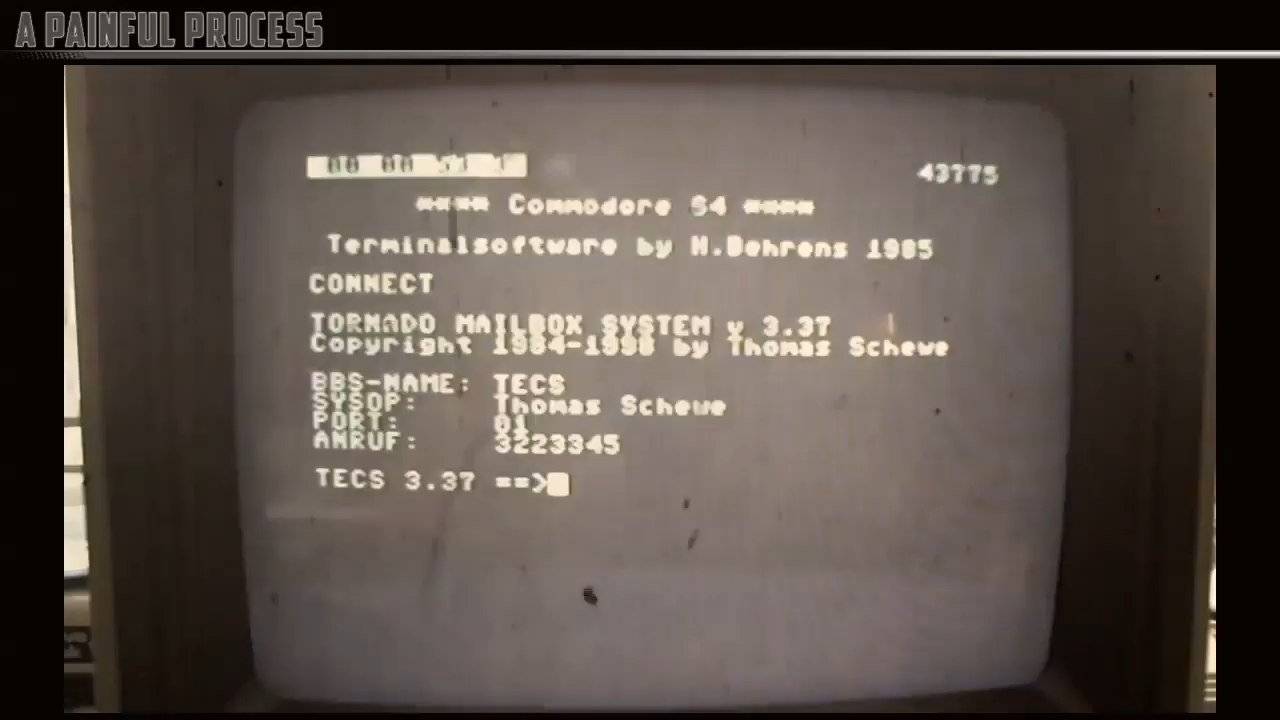 A PAINFUL PROCESS
43775
**** Commodore 64 ****
Terminalsoftware by H.Behrens 1985
CONNECT
TORNADO MAILBOX SYSTEM v 3.37
Copyright 1984-1990 by Thomas Schewe
BBS-NAME: TECS
SYSOP: Thomas Schewe
PORT: 01
ANRUF: 3223345
TECS 3.37 ==>